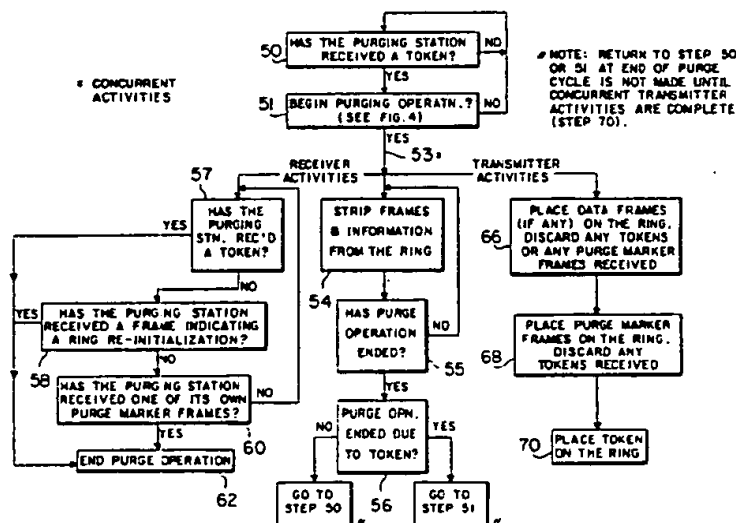 50
HAS THE PURGING STATION
RECEIVED A TOKEN?
NO
YES
* CONCURRENT
ACTIVITIES
51
BEGIN PURGING OPERATN.?
(SEE FIG. 4)
NO
YES
53*
" NOTE: RETURN TO STEP 50
OR 51 AT END OF PURGE
CYCLE IS NOT MADE UNTIL
CONCURRENT TRANSMITTER
ACTIVITIES ARE COMPLETE
(STEP 70).
RECEIVER
ACTIVITIES
TRANSMITTER
ACTIVITIES
57
HAS THE
PURGING
STN. REC'D
A TOKEN?
YES
NO
STRIP FRAMES
& INFORMATION
FROM THE RING
54
66
PLACE DATA FRAMES
(IF ANY) ON THE RING.
DISCARD ANY TOKENS
OR ANY PURGE MARKER
FRAMES RECEIVED
YES
HAS THE PURGING STATION
RECEIVED A FRAME INDICATING
A RING RE-INITIALIZATION?
58
NO
HAS PURGE
OPERATION
ENDED?
NO
55
YES
68
PLACE PURGE MARKER
FRAMES ON THE RING.
DISCARD ANY
TOKENS RECEIVED
HAS THE PURGING STATION
RECEIVED ONE OF ITS OWN
PURGE MARKER FRAMES?
NO
60
YES
PURGE OPN.
ENDED DUE
TO TOKEN?
NO
YES
56
70
PLACE TOKEN
ON THE RING
END PURGE OPERATION
62
GO TO
STEP 50
"
GO TO
STEP 51
"